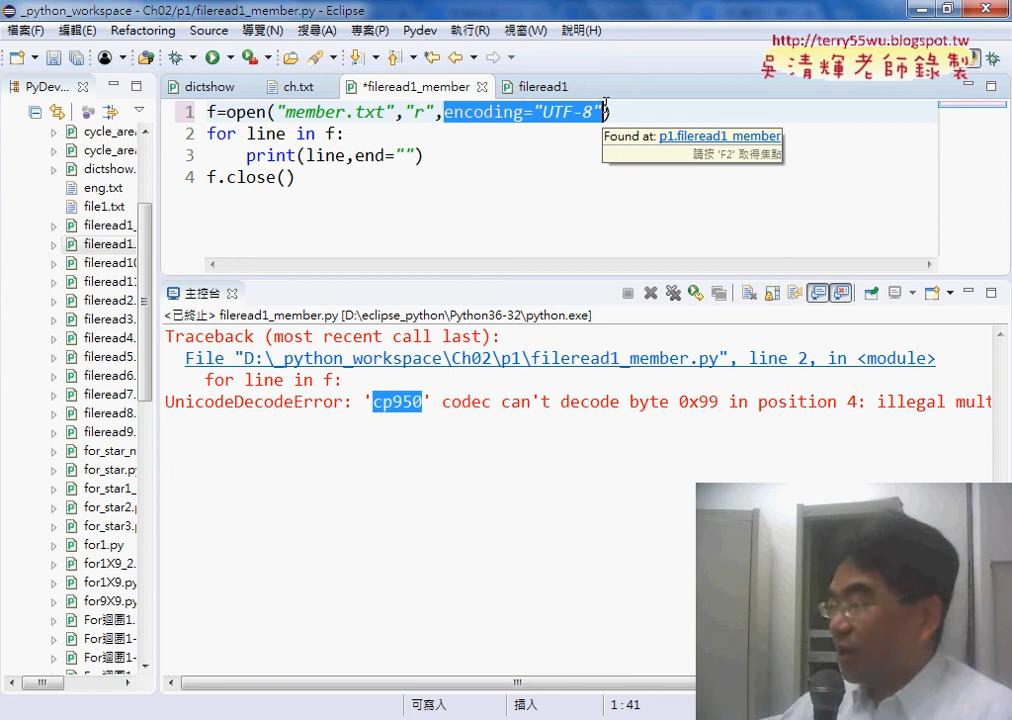 _python_workspace - Ch02/p1/fileread1_member.py - Eclipse
檔案(F) 編輯(E) Refactoring Source 導覽(N) 搜尋(A) 專案(P) Pydev 執行(R) 視窗(W) 說明(H)
http://terry55wu.blogspot.tw
吳清輝老師錄製
PyDev...
dictshow
ch.txt
*fileread1_member
fileread1
cycle_area
cycle_area
dictshow.
eng.txt
file1.txt
fileread1_
fileread1.
fileread10
fileread11
fileread2.
fileread3.
fileread4.
fileread5.
fileread6.
fileread7.
fileread8.
fileread9.
for_star_n
for_star.py
for_star1_
for_star2.p
for_star3.p
for1.py
for1X9_2.
for1X9.py
for9X9.py
For迴圈1.
For迴圈1-
For迴圈1-
1 f=open("member.txt","r",encoding="UTF-8")
2 for line in f:
3 print(line,end="")
4 f.close()
Found at: p1.fileread1_member
請按 'F2' 取得焦點
主控台
<已終止> fileread1_member.py [D:\eclipse_python\Python36-32\python.exe]
Traceback (most recent call last):
File "D:\_python_workspace\Ch02\p1\fileread1_member.py", line 2, in <module>
for line in f:
UnicodeDecodeError: 'cp950' codec can't decode byte 0x99 in position 4: illegal mult
可寫入
插入
1:41